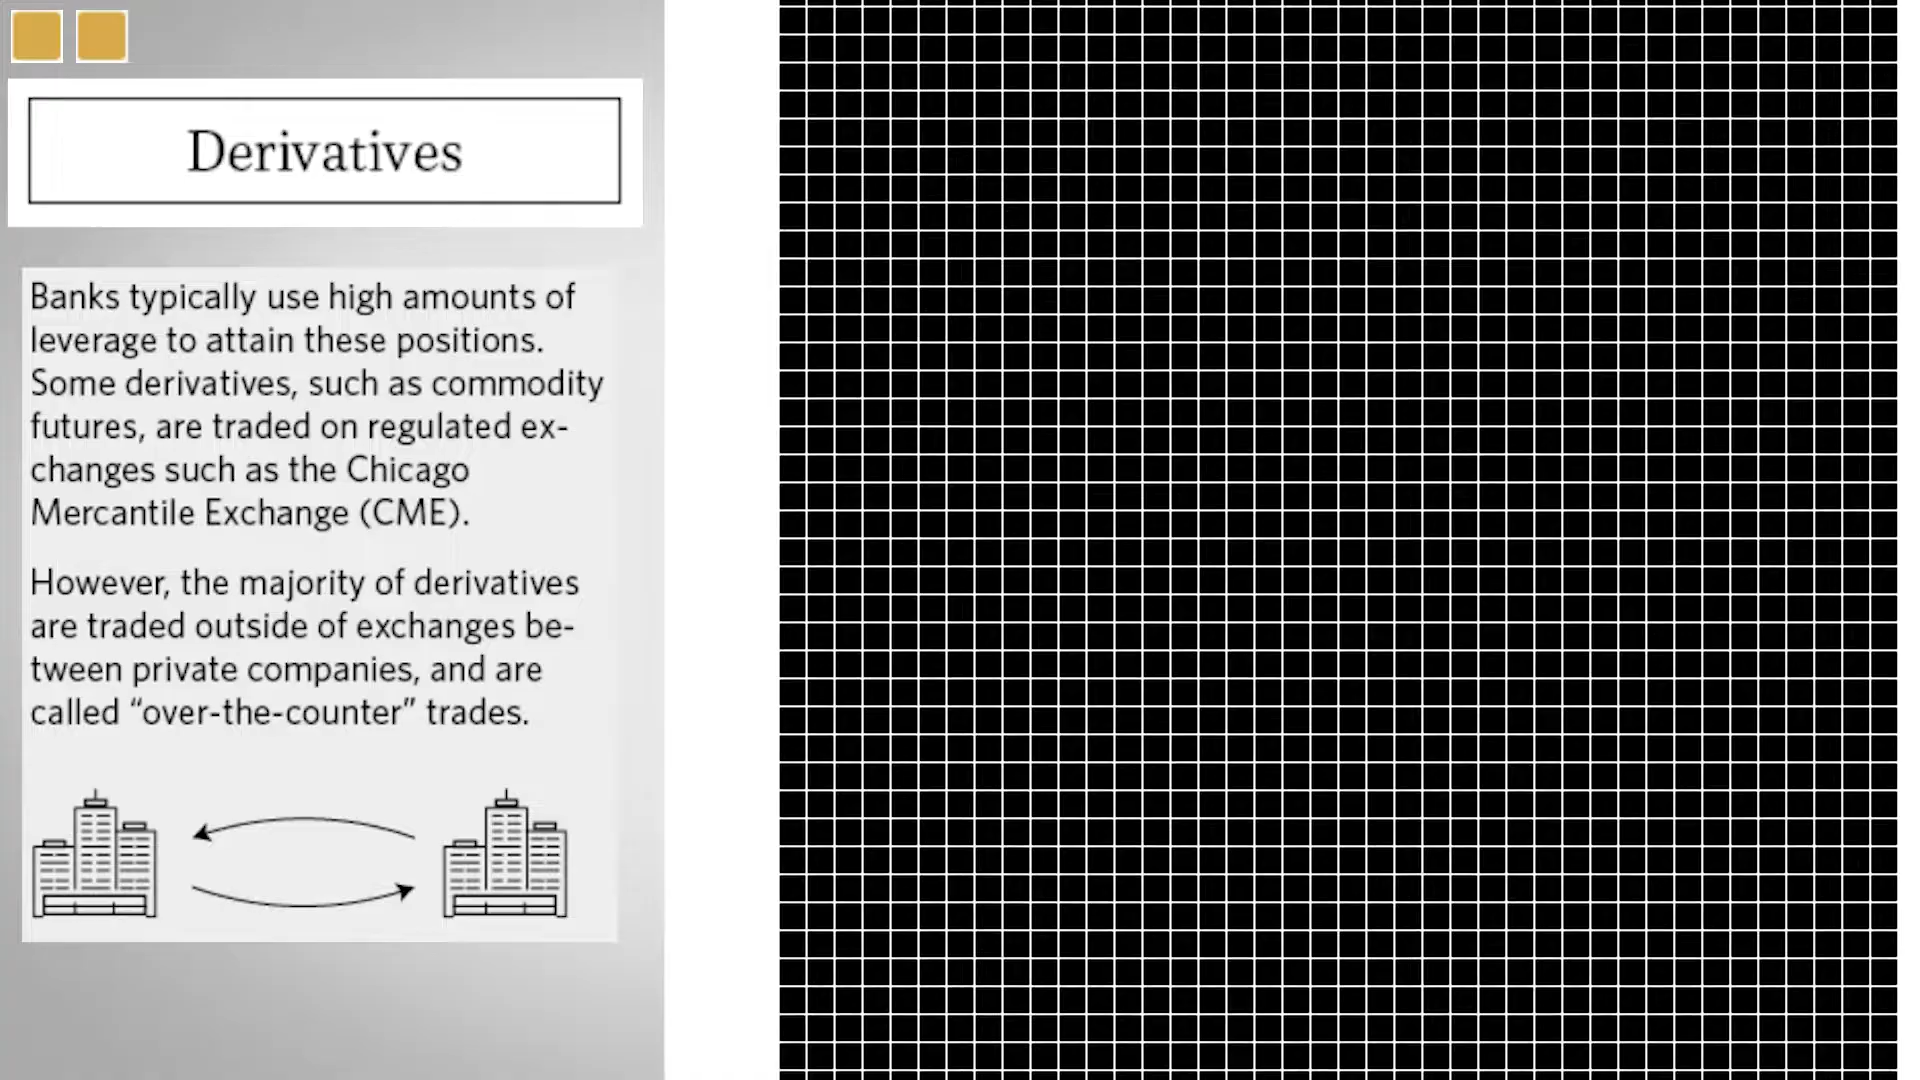 Derivatives
Banks typically use high amounts of
leverage to attain these positions.
Some derivatives, such as commodity
futures, are traded on regulated ex-
changes such as the Chicago
Mercantile Exchange (CME).
However, the majority of derivatives
are traded outside of exchanges be-
tween private companies, and are
called “over-the-counter” trades.